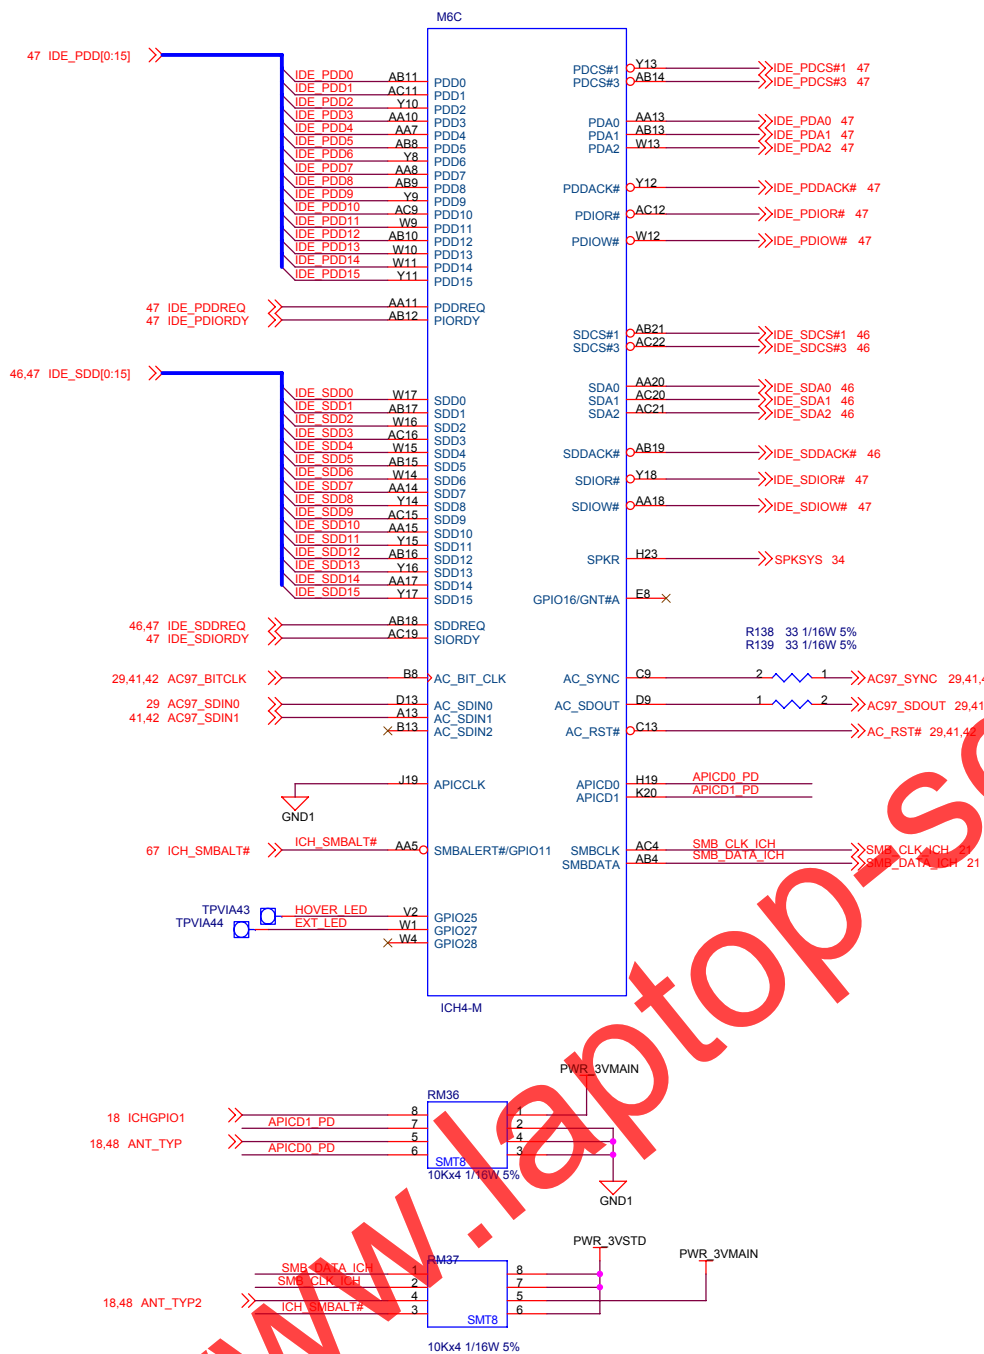 M6C
47 IDE_PDD[0:15]
IDE_PDD0 AB11 PDD0
IDE_PDD1 AC11 PDD1
IDE_PDD2 Y10 PDD2
IDE_PDD3 AA10 PDD3
IDE_PDD4 AA7 PDD4
IDE_PDD5 AB8 PDD5
IDE_PDD6 Y8 PDD6
IDE_PDD7 AA8 PDD7
IDE_PDD8 AB9 PDD8
IDE_PDD9 Y9 PDD9
IDE_PDD10 AC9 PDD10
IDE_PDD11 W9 PDD11
IDE_PDD12 AB10 PDD12
IDE_PDD13 W10 PDD13
IDE_PDD14 W11 PDD14
IDE_PDD15 Y11 PDD15
47 IDE_PDDREQ AA11 PDDREQ
47 IDE_PDIORDY AB12 PIORDY
46,47 IDE_SDD[0:15]
IDE_SDD0 W17 SDD0
IDE_SDD1 AB17 SDD1
IDE_SDD2 W16 SDD2
IDE_SDD3 AC16 SDD3
IDE_SDD4 W15 SDD4
IDE_SDD5 AB15 SDD5
IDE_SDD6 W14 SDD6
IDE_SDD7 AA14 SDD7
IDE_SDD8 Y14 SDD8
IDE_SDD9 AC15 SDD9
IDE_SDD10 AA15 SDD10
IDE_SDD11 Y15 SDD11
IDE_SDD12 AB16 SDD12
IDE_SDD13 Y16 SDD13
IDE_SDD14 AA17 SDD14
IDE_SDD15 Y17 SDD15
46,47 IDE_SDDREQ AB18 SDDREQ
47 IDE_SDIORDY AC19 SIORDY
29,41,42 AC97_BITCLK B8 AC_BIT_CLK
29 AC97_SDIN0 D13 AC_SDIN0
41,42 AC97_SDIN1 A13 AC_SDIN1
B13 AC_SDIN2
J19 APICCLK
GND1
67 ICH_SMBALT# ICH_SMBALT# AA5 SMBALERT#/GPIO11
TPVIA43 HOVER_LED V2 GPIO25
TPVIA44 EXT_LED W1 GPIO27
W4 GPIO28
PDCS#1 Y13 IDE_PDCS#1 47
PDCS#3 AB14 IDE_PDCS#3 47
PDA0 AA13 IDE_PDA0 47
PDA1 AB13 IDE_PDA1 47
PDA2 W13 IDE_PDA2 47
PDDACK# Y12 IDE_PDDACK# 47
PDIOR# AC12 IDE_PDIOR# 47
PDIOW# W12 IDE_PDIOW# 47
SDCS#1 AB21 IDE_SDCS#1 46
SDCS#3 AC22 IDE_SDCS#3 46
SDA0 AA20 IDE_SDA0 46
SDA1 AC20 IDE_SDA1 46
SDA2 AC21 IDE_SDA2 46
SDDACK# AB19 IDE_SDDACK# 46
SDIOR# Y18 IDE_SDIOR# 47
SDIOW# AA18 IDE_SDIOW# 47
SPKR H23 SPKSYS 34
GPIO16/GNT#A E8
R138 33 1/16W 5%
R139 33 1/16W 5%
AC_SYNC C9 2 1 AC97_SYNC 29,41,4
AC_SDOUT D9 1 2 AC97_SDOUT 29,41
AC_RST# C13 AC_RST# 29,41,42
APICD0 H19 APICD0_PD
APICD1 K20 APICD1_PD
SMBCLK AC4 SMB_CLK_ICH SMB_CLK_ICH 21
SMBDATA AB4 SMB_DATA_ICH SMB_DATA_ICH 21
ICH4-M
PWR_3VMAIN
RM36
18 ICHGPIO1 8 1
APICD1_PD 7 2
18,48 ANT_TYP 5 4
APICD0_PD 6 3
SMT8
10Kx4 1/16W 5%
GND1
PWR_3VSTD
PWR_3VMAIN
RM37
SMB_DATA_ICH 1 8
SMB_CLK_ICH 2 7
18,48 ANT_TYP2 4 5
ICH_SMBALT# 3 6
SMT8
10Kx4 1/16W 5%
www.laptop-sc